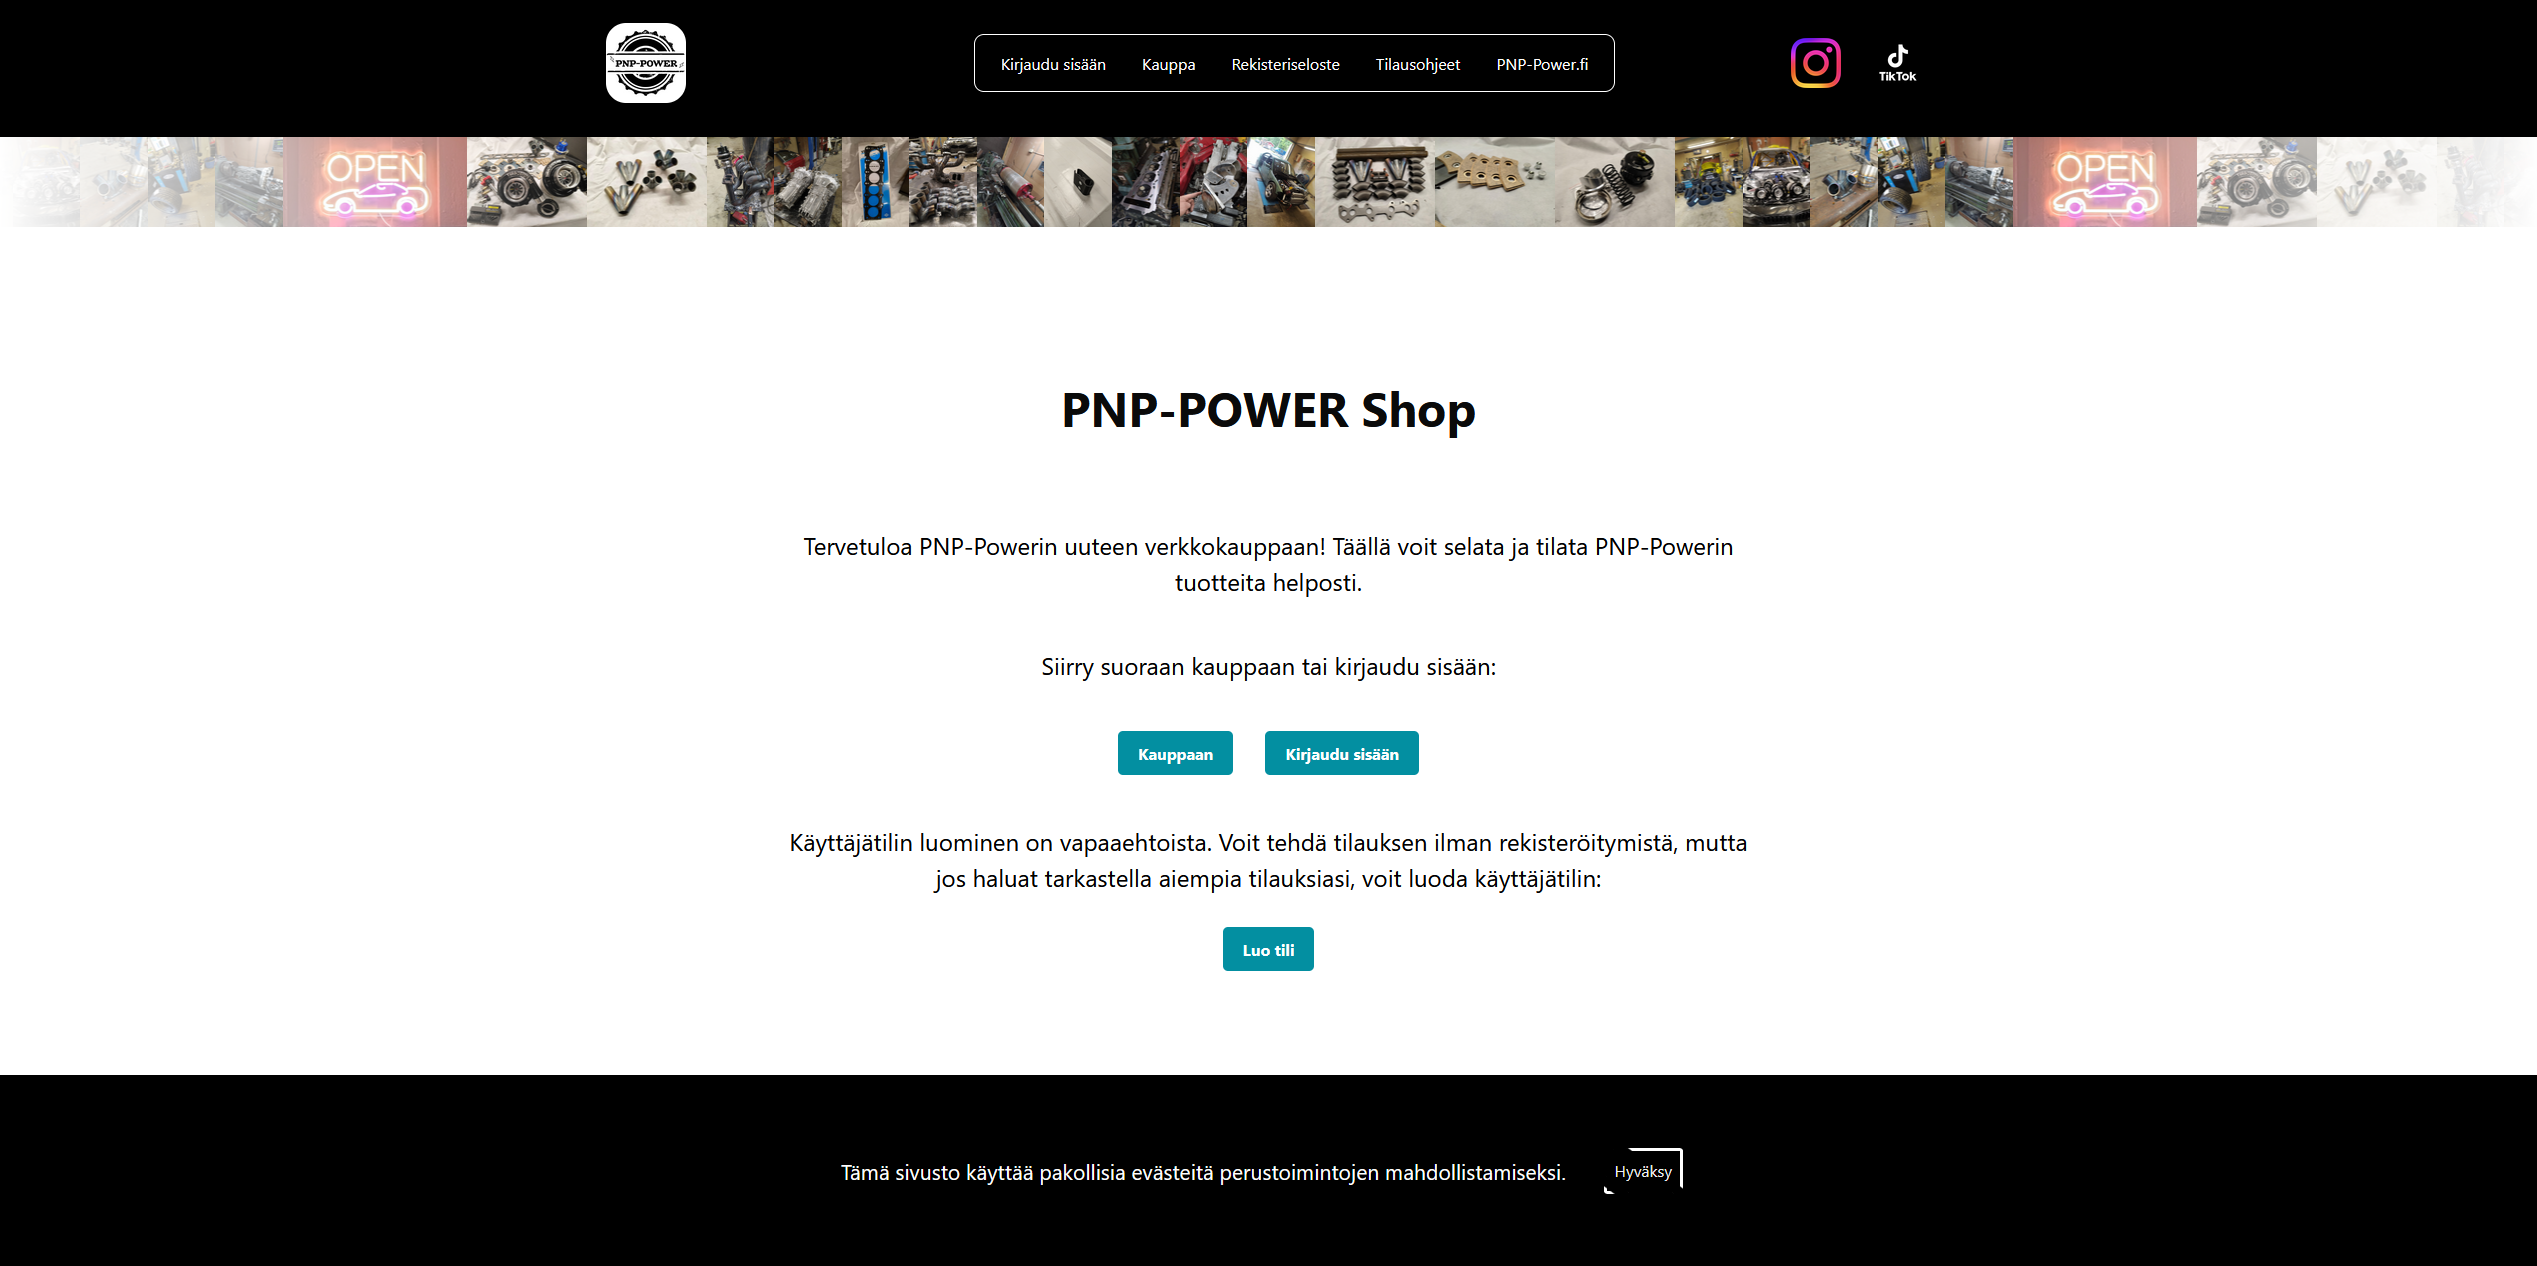 PNP-POWER
Kirjaudu sisään
Kauppa
Rekisteriseloste
Tilausohjeet
PNP-Power.fi
TikTok
OPEN
OPEN
PNP-POWER Shop
Tervetuloa PNP-Powerin uuteen verkkokauppaan! Täällä voit selata ja tilata PNP-Powerin
tuotteita helposti.
Siirry suoraan kauppaan tai kirjaudu sisään:
Kauppaan
Kirjaudu sisään
Käyttäjätilin luominen on vapaaehtoista. Voit tehdä tilauksen ilman rekisteröitymistä, mutta
jos haluat tarkastella aiempia tilauksiasi, voit luoda käyttäjätilin:
Luo tili
Tämä sivusto käyttää pakollisia evästeitä perustoimintojen mahdollistamiseksi.
Hyväksy